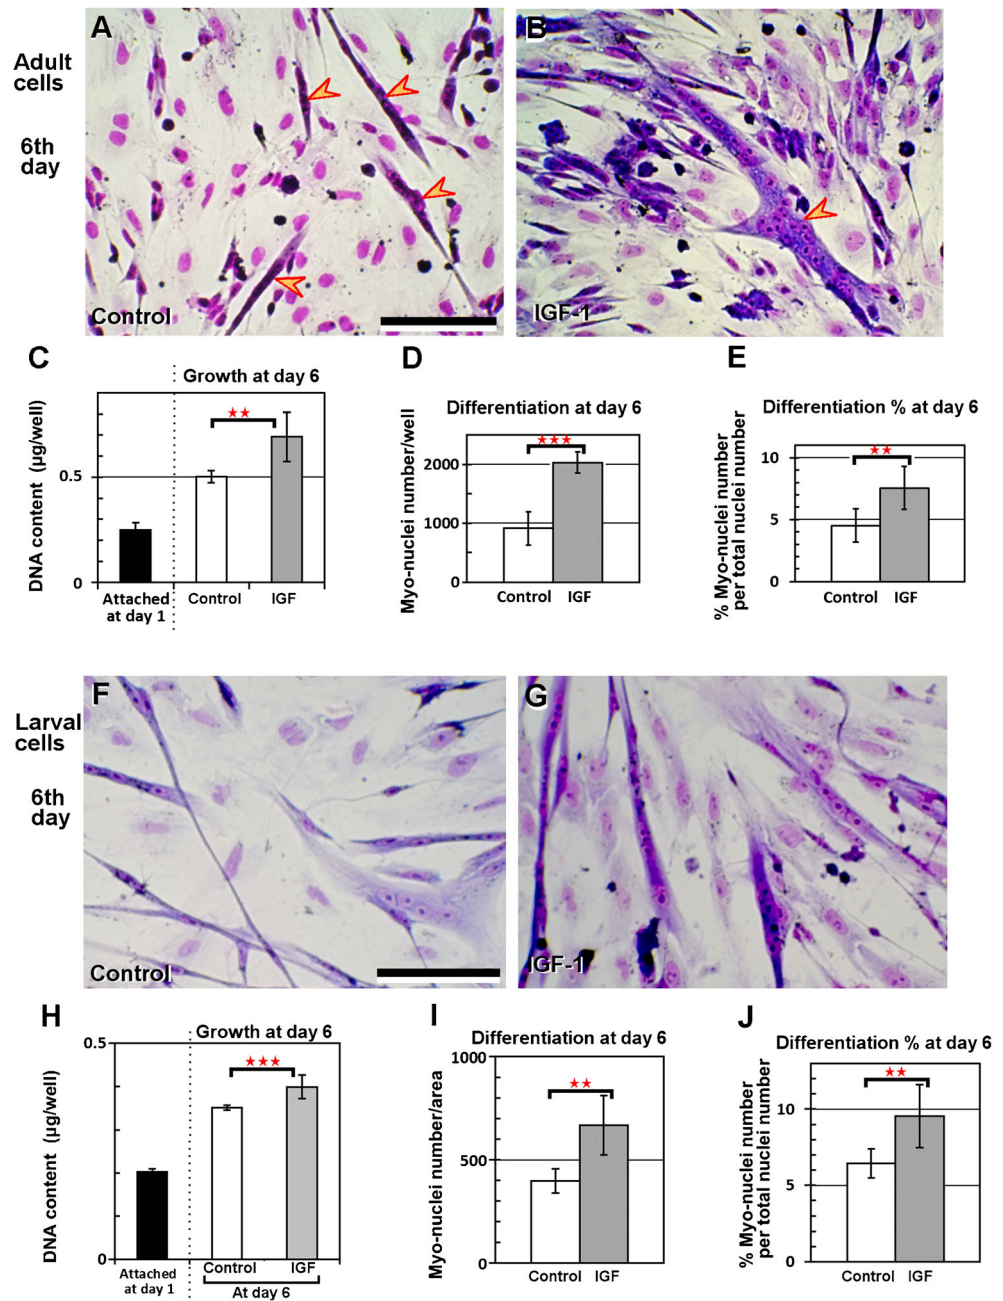 A
B
Adult
cells
6th
day
Control
IGF-1
C
Growth at day 6
★★
DNA content (µg/well)
0.5
0
Attached
at day 1
Control
IGF
D
Differentiation at day 6
★★★
Myo-nuclei number/well
2000
1000
0
Control
IGF
E
Differentiation % at day 6
★★
% Myo-nuclei number
per total nuclei number
10
5
0
Control
IGF
F
G
Larval
cells
6th
day
Control
IGF-1
H
Growth at day 6
★★★
DNA content (µg/well)
0.5
0
Attached
at day 1
Control
IGF
At day 6
I
Differentiation at day 6
★★
Myo-nuclei number/area
1000
500
0
Control
IGF
J
Differentiation % at day 6
★★
% Myo-nuclei number
per total nuclei number
10
5
0
Control
IGF